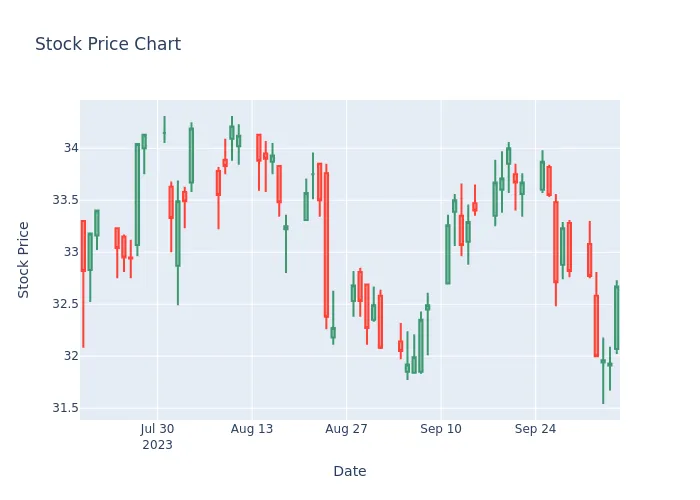 Stock Price Chart
Stock Price
34
33.5
33
32.5
32
31.5
Jul 30
2023
Aug 13
Aug 27
Sep 10
Sep 24
Date